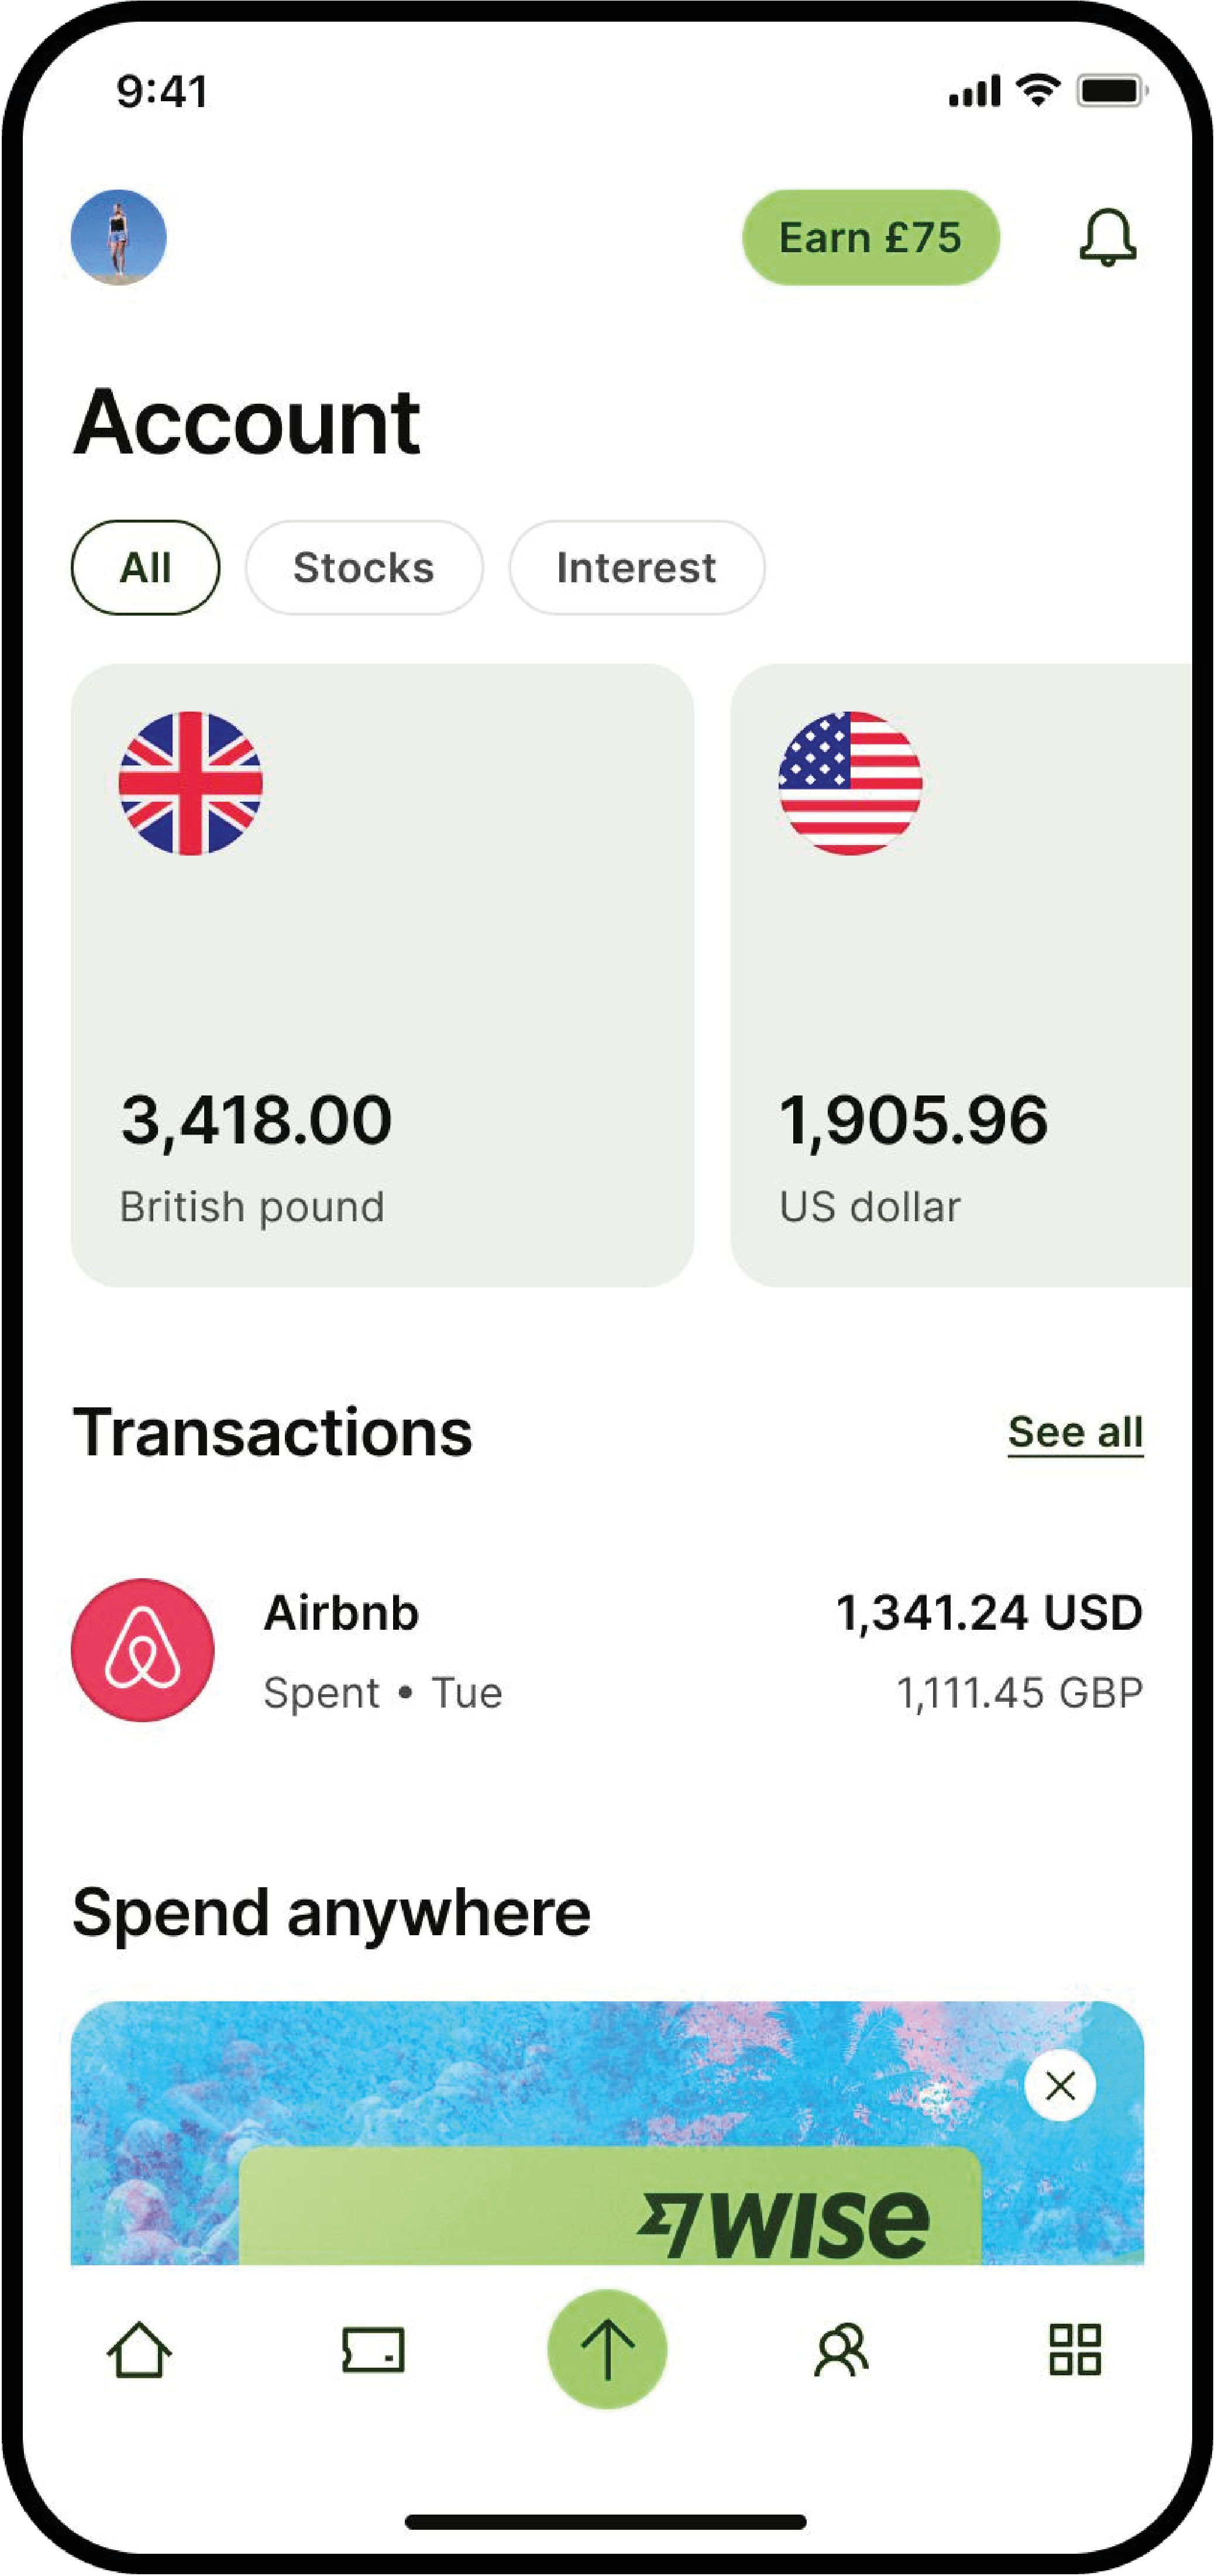 9:41
Earn £75
Account
All Stocks Interest
3,418.00 1,905.96
British pound US dollar
Transactions See all
Airbnb 1,341.24 USD
Spent • Tue 1,111.45 GBP
Spend anywhere
WISE